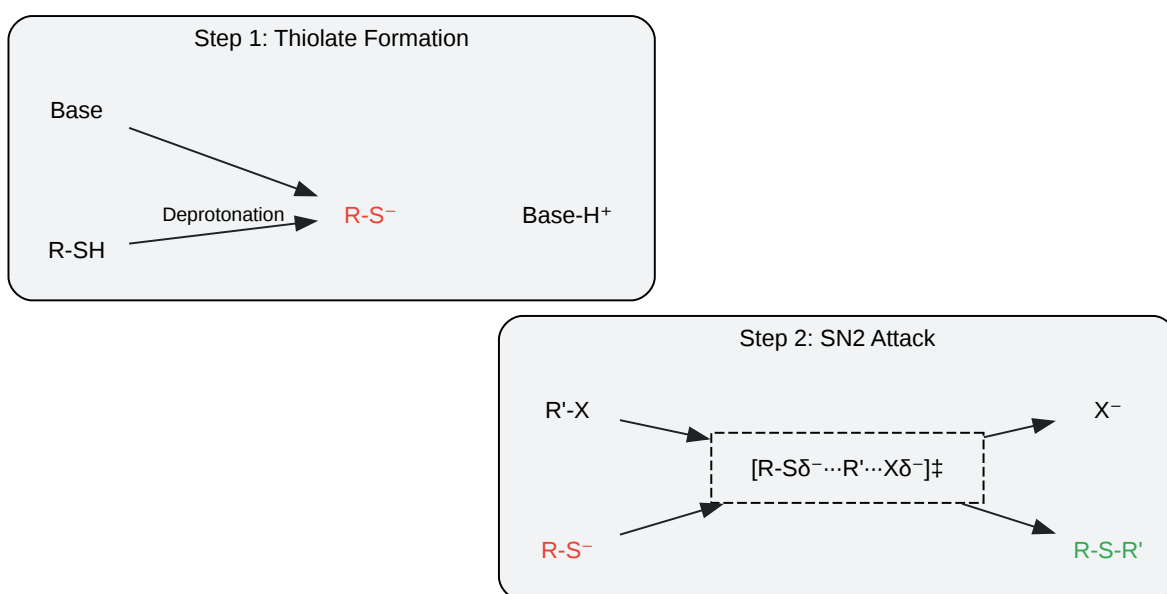 Step 1: Thiolate Formation
Base
Deprotonation
R-S⁻
Base-H⁺
R-SH
Step 2: SN2 Attack
R'-X
X⁻
[R-Sδ⁻···R'···Xδ⁻]‡
R-S⁻
R-S-R'